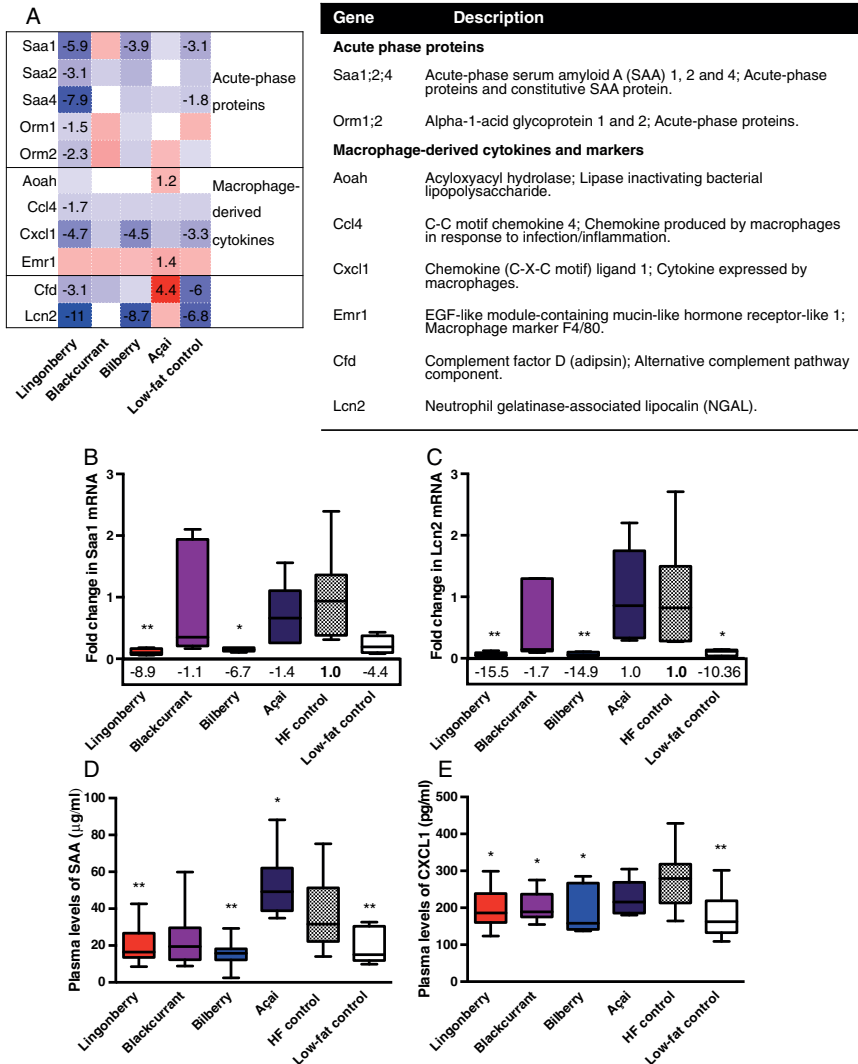 A
Saa1 -5.9 -3.9 -3.1
Saa2 -3.1
Saa4 -7.9 -1.8
Orm1 -1.5
Orm2 -2.3
Acute-phase
proteins
Aoah 1.2
Ccl4 -1.7
Cxcl1 -4.7 -4.5 -3.3
Emr1 1.4
Macrophage-
derived
cytokines
Cfd -3.1 4.4 -6
Lcn2 -11 -8.7 -6.8
Lingonberry
Blackcurrant
Bilberry
Açai
Low-fat control
Gene Description
Acute phase proteins
Saa1;2;4 Acute-phase serum amyloid A (SAA) 1, 2 and 4; Acute-phase
proteins and constitutive SAA protein.
Orm1;2 Alpha-1-acid glycoprotein 1 and 2; Acute-phase proteins.
Macrophage-derived cytokines and markers
Aoah Acyloxyacyl hydrolase; Lipase inactivating bacterial
lipopolysaccharide.
Ccl4 C-C motif chemokine 4; Chemokine produced by macrophages
in response to infection/inflammation.
Cxcl1 Chemokine (C-X-C motif) ligand 1; Cytokine expressed by
macrophages.
Emr1 EGF-like module-containing mucin-like hormone receptor-like 1;
Macrophage marker F4/80.
Cfd Complement factor D (adipsin); Alternative complement pathway
component.
Lcn2 Neutrophil gelatinase-associated lipocalin (NGAL).
B
Fold change in Saa1 mRNA
3
2
1
0
** *
-8.9 -1.1 -6.7 -1.4 1.0 -4.4
Lingonberry
Blackcurrant
Bilberry
Açai
HF control
Low-fat control
C
Fold change in Lcn2 mRNA
3
2
1
0
** ** *
-15.5 -1.7 -14.9 1.0 1.0 -10.36
Lingonberry
Blackcurrant
Bilberry
Açai
HF control
Low-fat control
D
Plasma levels of SAA (µg/ml)
100
80
60
40
20
0
** ** * **
Lingonberry
Blackcurrant
Bilberry
Açai
HF control
Low-fat control
E
Plasma levels of CXCL1 (pg/ml)
500
400
300
200
100
0
* * * **
Lingonberry
Blackcurrant
Bilberry
Açai
HF control
Low-fat control